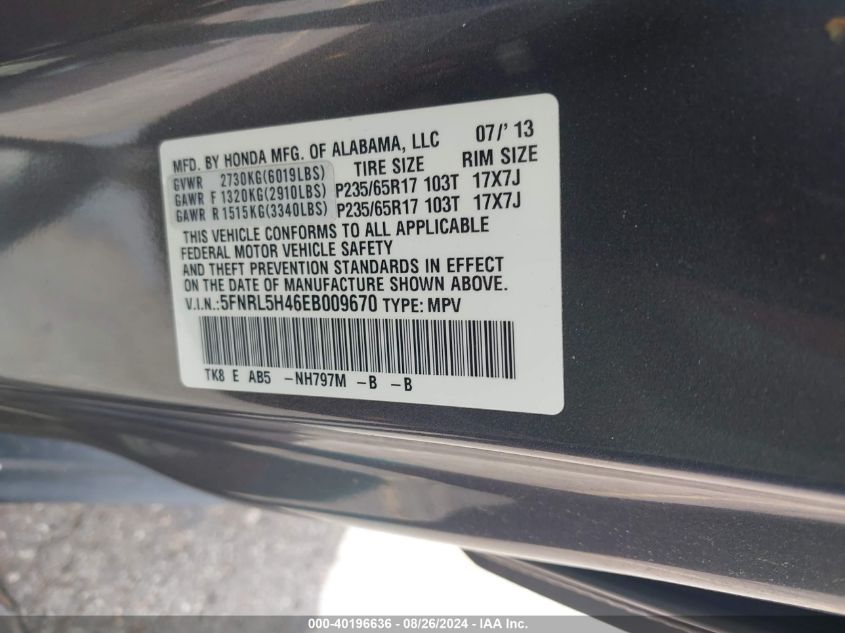 MFD. BY HONDA MFG. OF ALABAMA, LLC 07/'13
TIRE SIZE RIM SIZE
GVWR 2730KG(6019LBS)
GAWR F 1320KG(2910LBS) P235/65R17 103T 17X7J
GAWR R 1515KG(3340LBS) P235/65R17 103T 17X7J
THIS VEHICLE CONFORMS TO ALL APPLICABLE
FEDERAL MOTOR VEHICLE SAFETY
AND THEFT PREVENTION STANDARDS IN EFFECT
ON THE DATE OF MANUFACTURE SHOWN ABOVE.
V.I.N.:5FNRL5H46EB009670 TYPE: MPV
TK8 E AB5 -NH797M -B -B
000-40196636 - 08/26/2024 - IAA Inc.